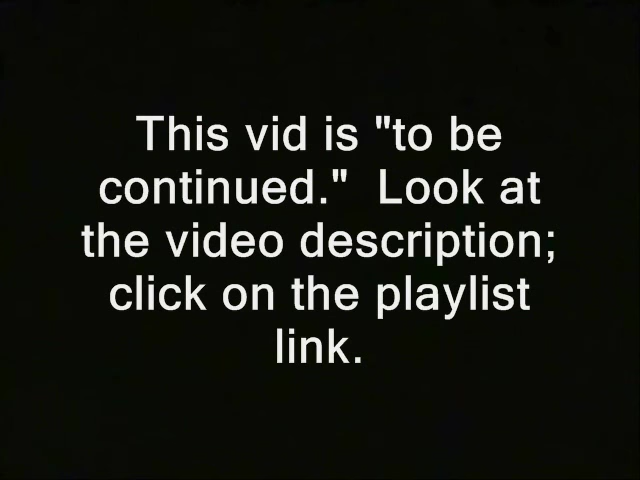 This vid is "to be
continued."  Look at
the video description;
click on the playlist
link.